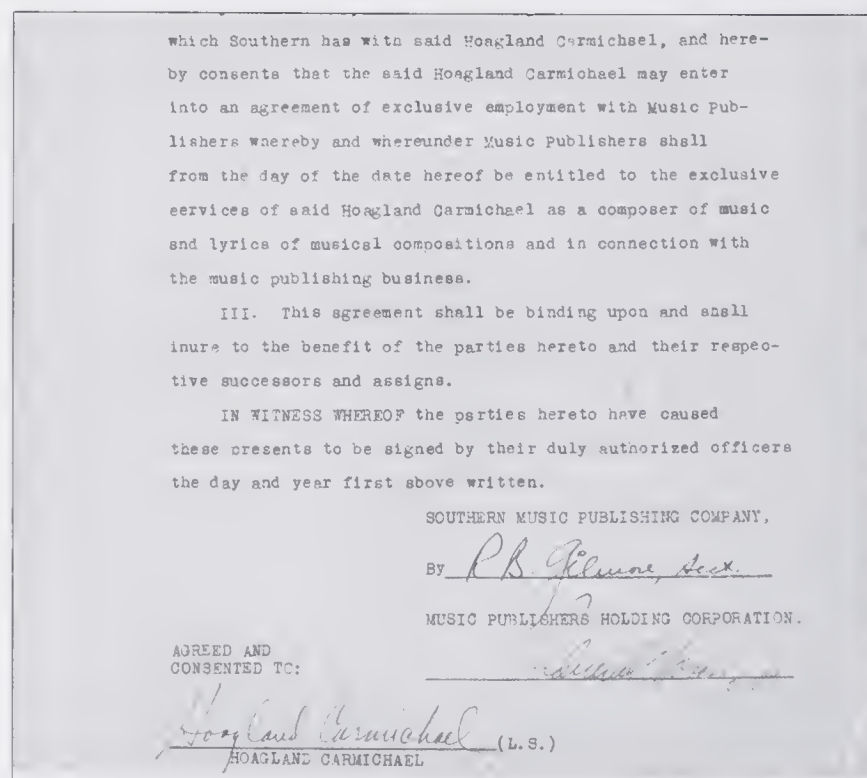 which Southern has with said Hoagland Carmichael, and here-
by consents that the said Hoagland Carmichael may enter
into an agreement of exclusive employment with Music Pub-
lishers whereby and whereunder Music Publishers shall
from the day of the date hereof be entitled to the exclusive
services of said Hoagland Carmichael as a composer of music
and lyrics of musical compositions and in connection with
the music publishing business.
III. This agreement shall be binding upon and shall
inure to the benefit of the parties hereto and their respec-
tive successors and assigns.
IN WITNESS WHEREOF the parties hereto have caused
these presents to be signed by their duly authorized officers
the day and year first above written.
SOUTHERN MUSIC PUBLISHING COMPANY,
By R.B. Gilmore, Secx.
MUSIC PUBLISHERS HOLDING CORPORATION.
AGREED AND
CONSENTED TO:
Hoagland Carmichael (L.S.)
HOAGLAND CARMICHAEL